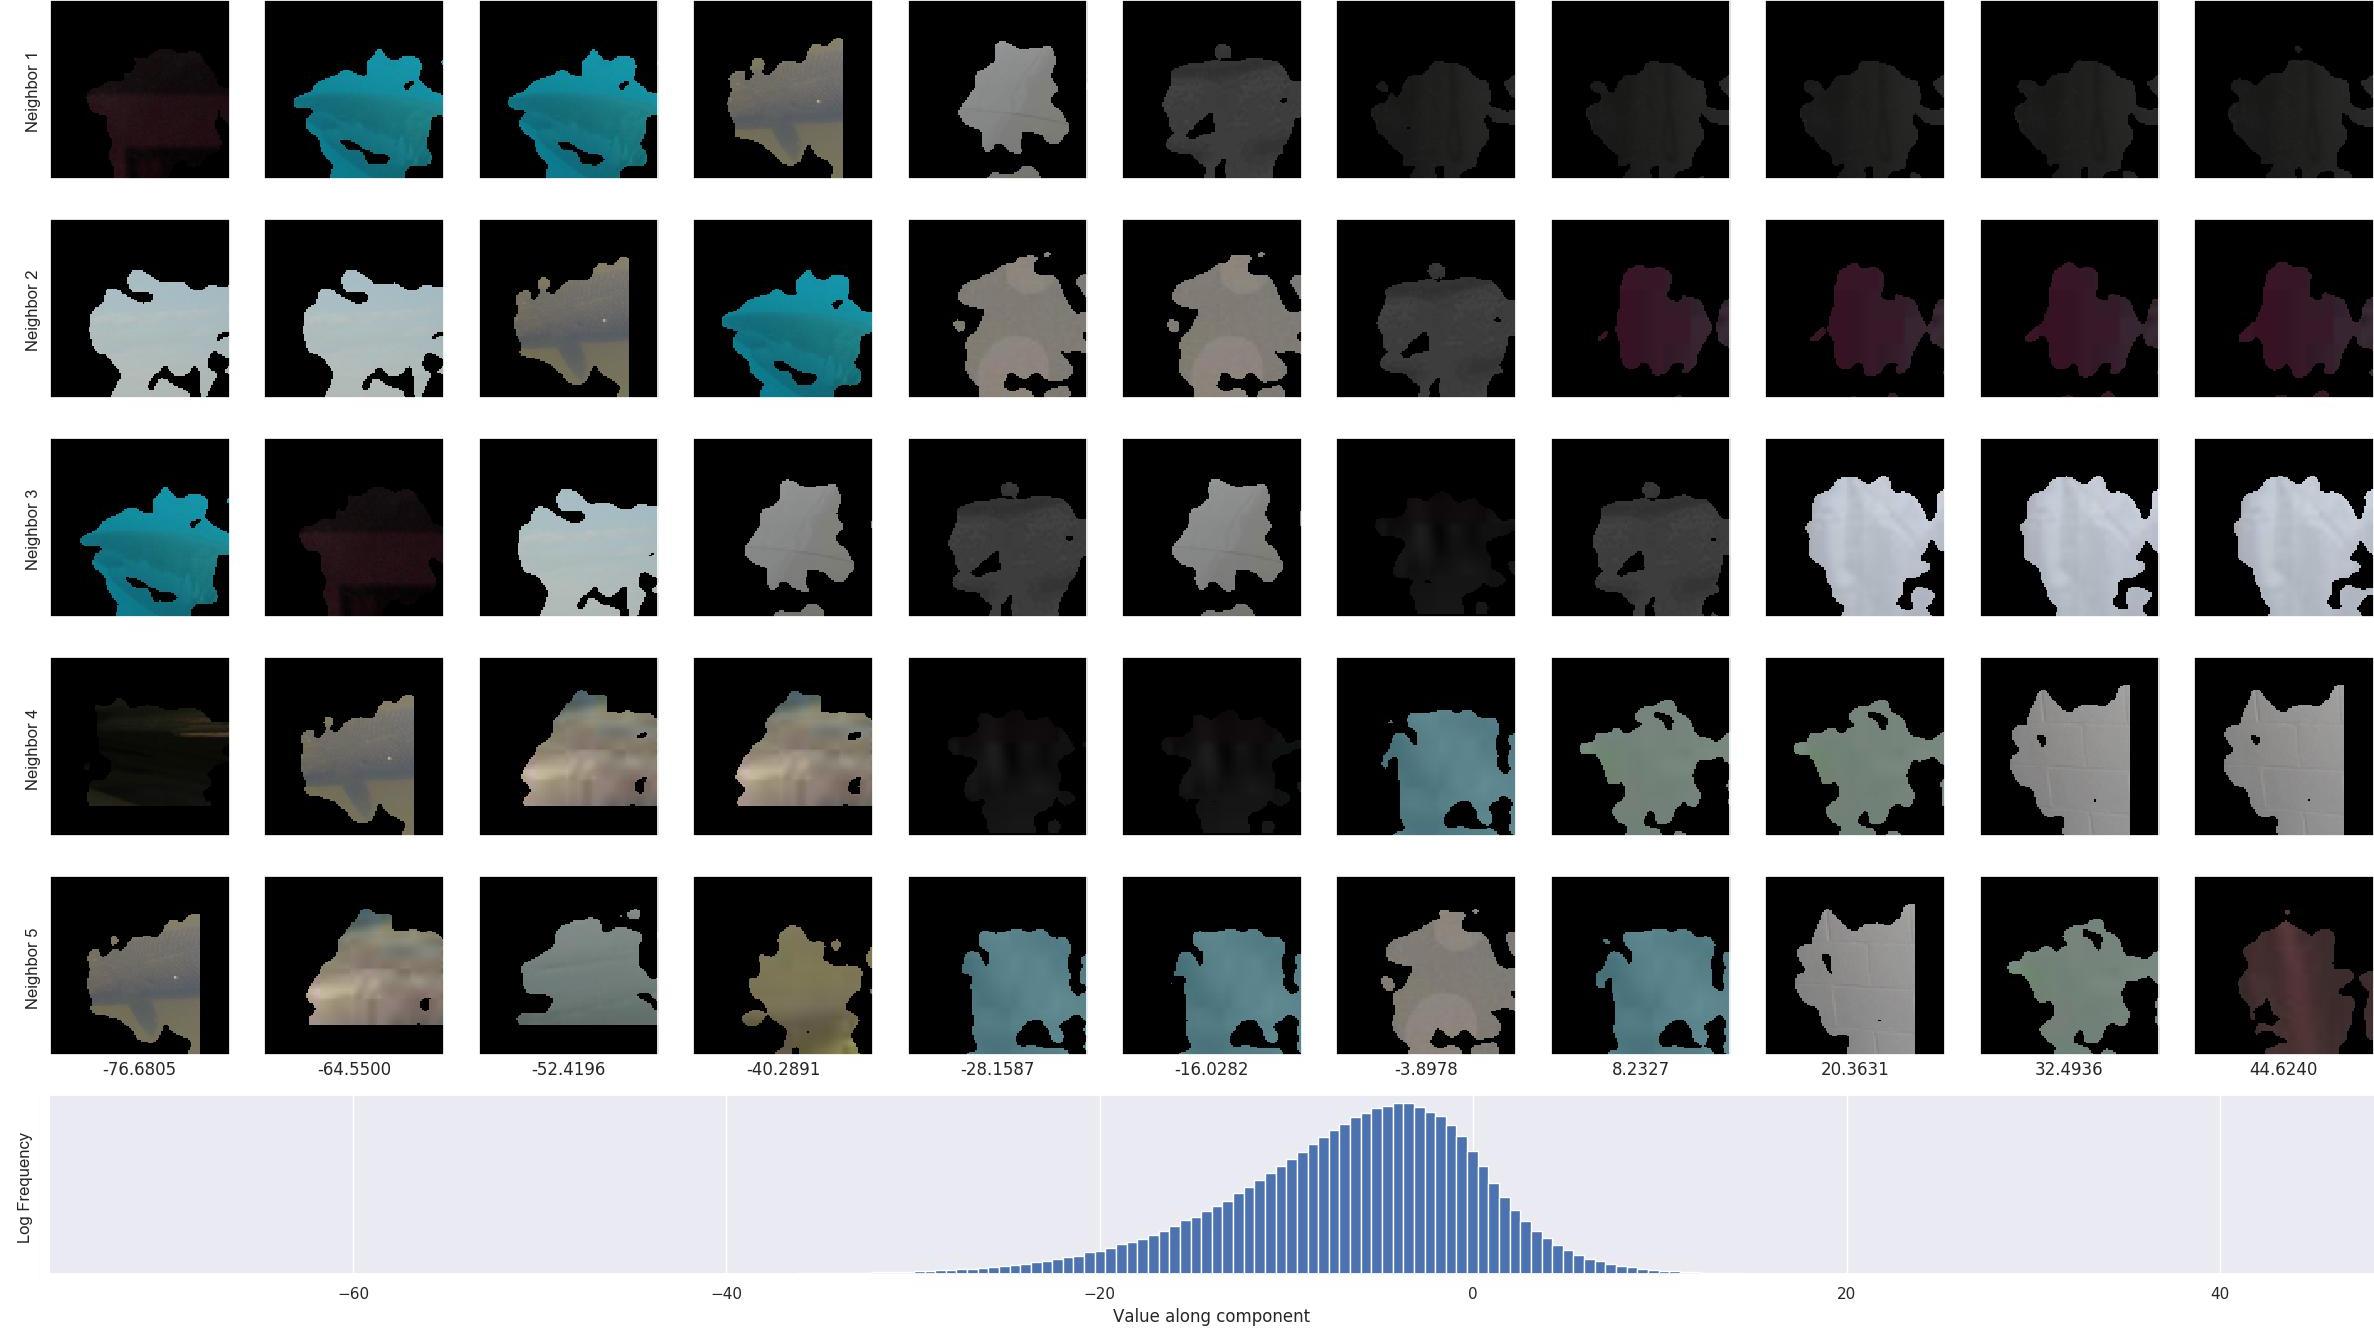 Neighbor 1
Neighbor 2
Neighbor 3
Neighbor 4
Neighbor 5
-76.6805 -64.5500 -52.4196 -40.2891 -28.1587 -16.0282 -3.8978 8.2327 20.3631 32.4936 44.6240
Log Frequency
−60 −40 −20 0 20 40
Value along component